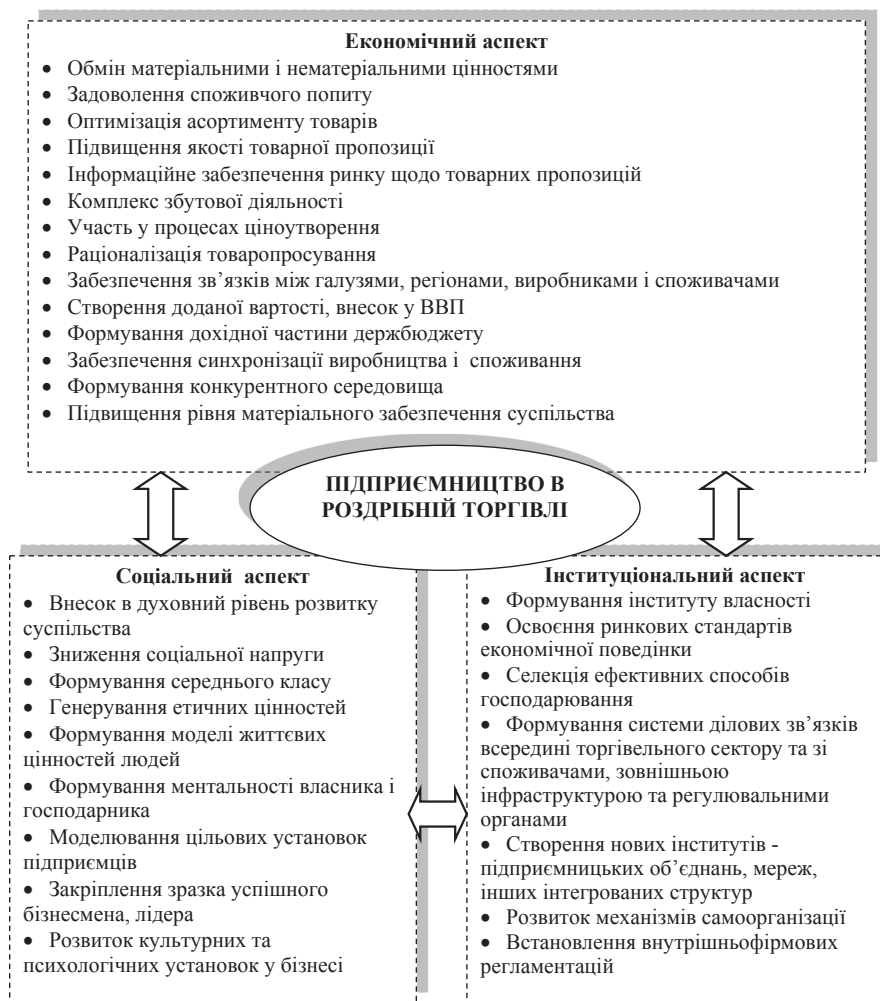 Економічний аспект
• Обмін матеріальними і нематеріальними цінностями
• Задоволення споживчого попиту
• Оптимізація асортименту товарів
• Підвищення якості товарної пропозиції
• Інформаційне забезпечення ринку щодо товарних пропозицій
• Комплекс збутової діяльності
• Участь у процесах ціноутворення
• Раціоналізація товаропросування
• Забезпечення зв’язків між галузями, регіонами, виробниками і споживачами
• Створення доданої вартості, внесок у ВВП
• Формування дохідної частини держбюджету
• Забезпечення синхронізації виробництва і споживання
• Формування конкурентного середовища
• Підвищення рівня матеріального забезпечення суспільства
ПІДПРИЄМНИЦТВО В
РОЗДРІБНІЙ ТОРГІВЛІ
Соціальний аспект
• Внесок в духовний рівень розвитку
суспільства
• Зниження соціальної напруги
• Формування середнього класу
• Генерування етичних цінностей
• Формування моделі життєвих
цінностей людей
• Формування ментальності власника і
господарника
• Моделювання цільових установок
підприємців
• Закріплення зразка успішного
бізнесмена, лідера
• Розвиток культурних та
психологічних установок у бізнесі
Інституціональний аспект
• Формування інституту власності
• Освоєння ринкових стандартів
економічної поведінки
• Селекція ефективних способів
господарювання
• Формування системи ділових зв’язків
всередині торгівельного сектору та зі
споживачами, зовнішньою
інфраструктурою та регулювальними
органами
• Створення нових інститутів -
підприємницьких об’єднань, мереж,
інших інтегрованих структур
• Розвиток механізмів самоорганізації
• Встановлення внутрішньофірмових
регламентацій